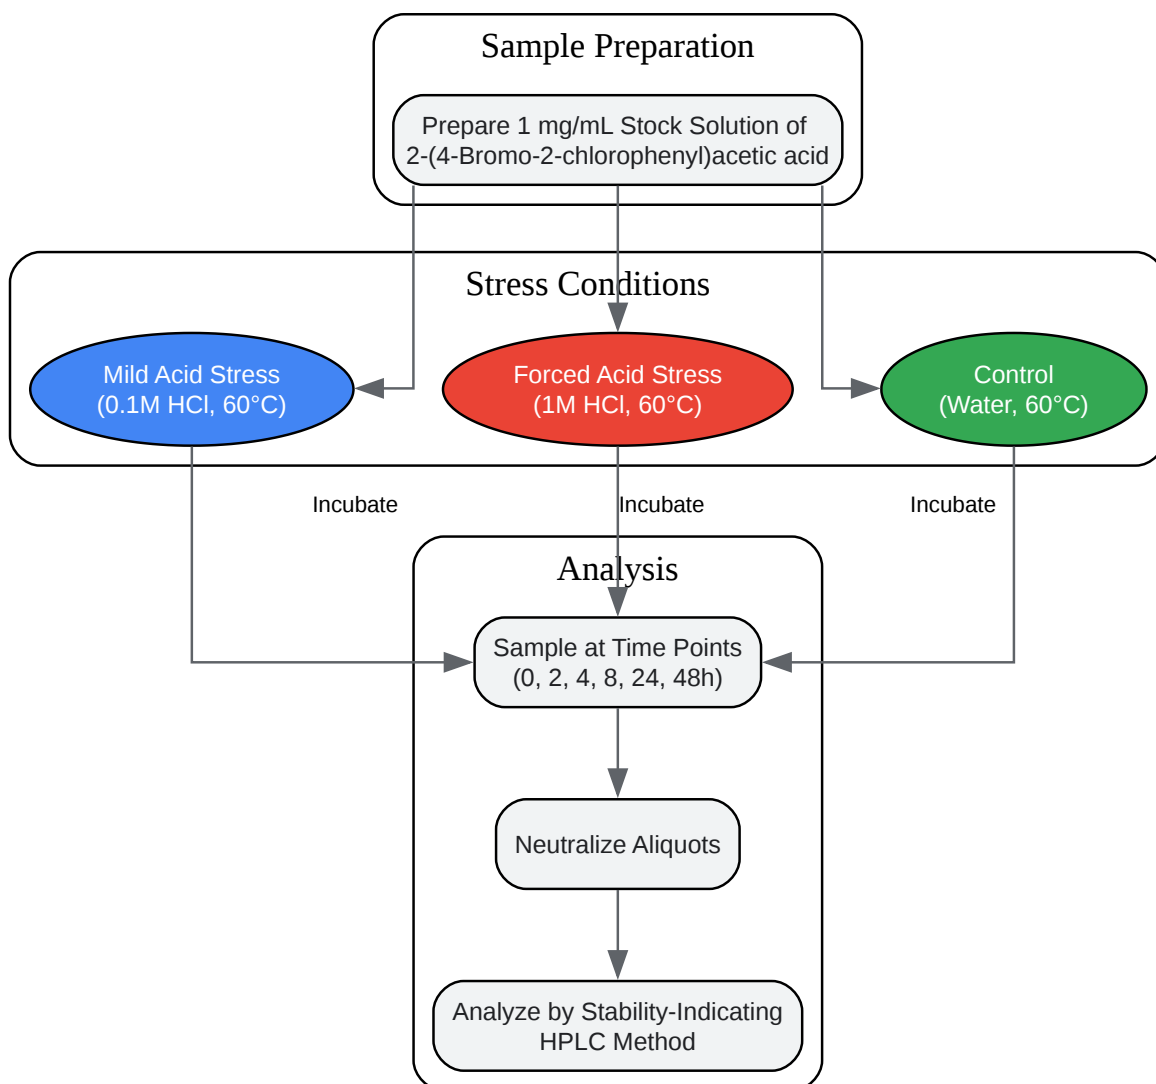 Sample Preparation
Prepare 1 mg/mL Stock Solution of
2-(4-Bromo-2-chlorophenyl)acetic acid
Stress Conditions
Mild Acid Stress
(0.1M HCl, 60°C)
Forced Acid Stress
(1M HCl, 60°C)
Control
(Water, 60°C)
Incubate
Incubate
Incubate
Analysis
Sample at Time Points
(0, 2, 4, 8, 24, 48h)
Neutralize Aliquots
Analyze by Stability-Indicating
HPLC Method